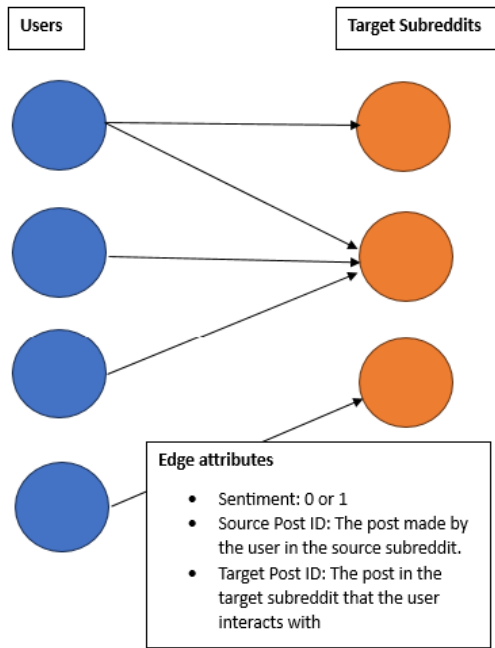 Users
Target Subreddits
Edge attributes
• Sentiment: 0 or 1
• Source Post ID: The post made by
the user in the source subreddit.
• Target Post ID: The post in the
target subreddit that the user
interacts with